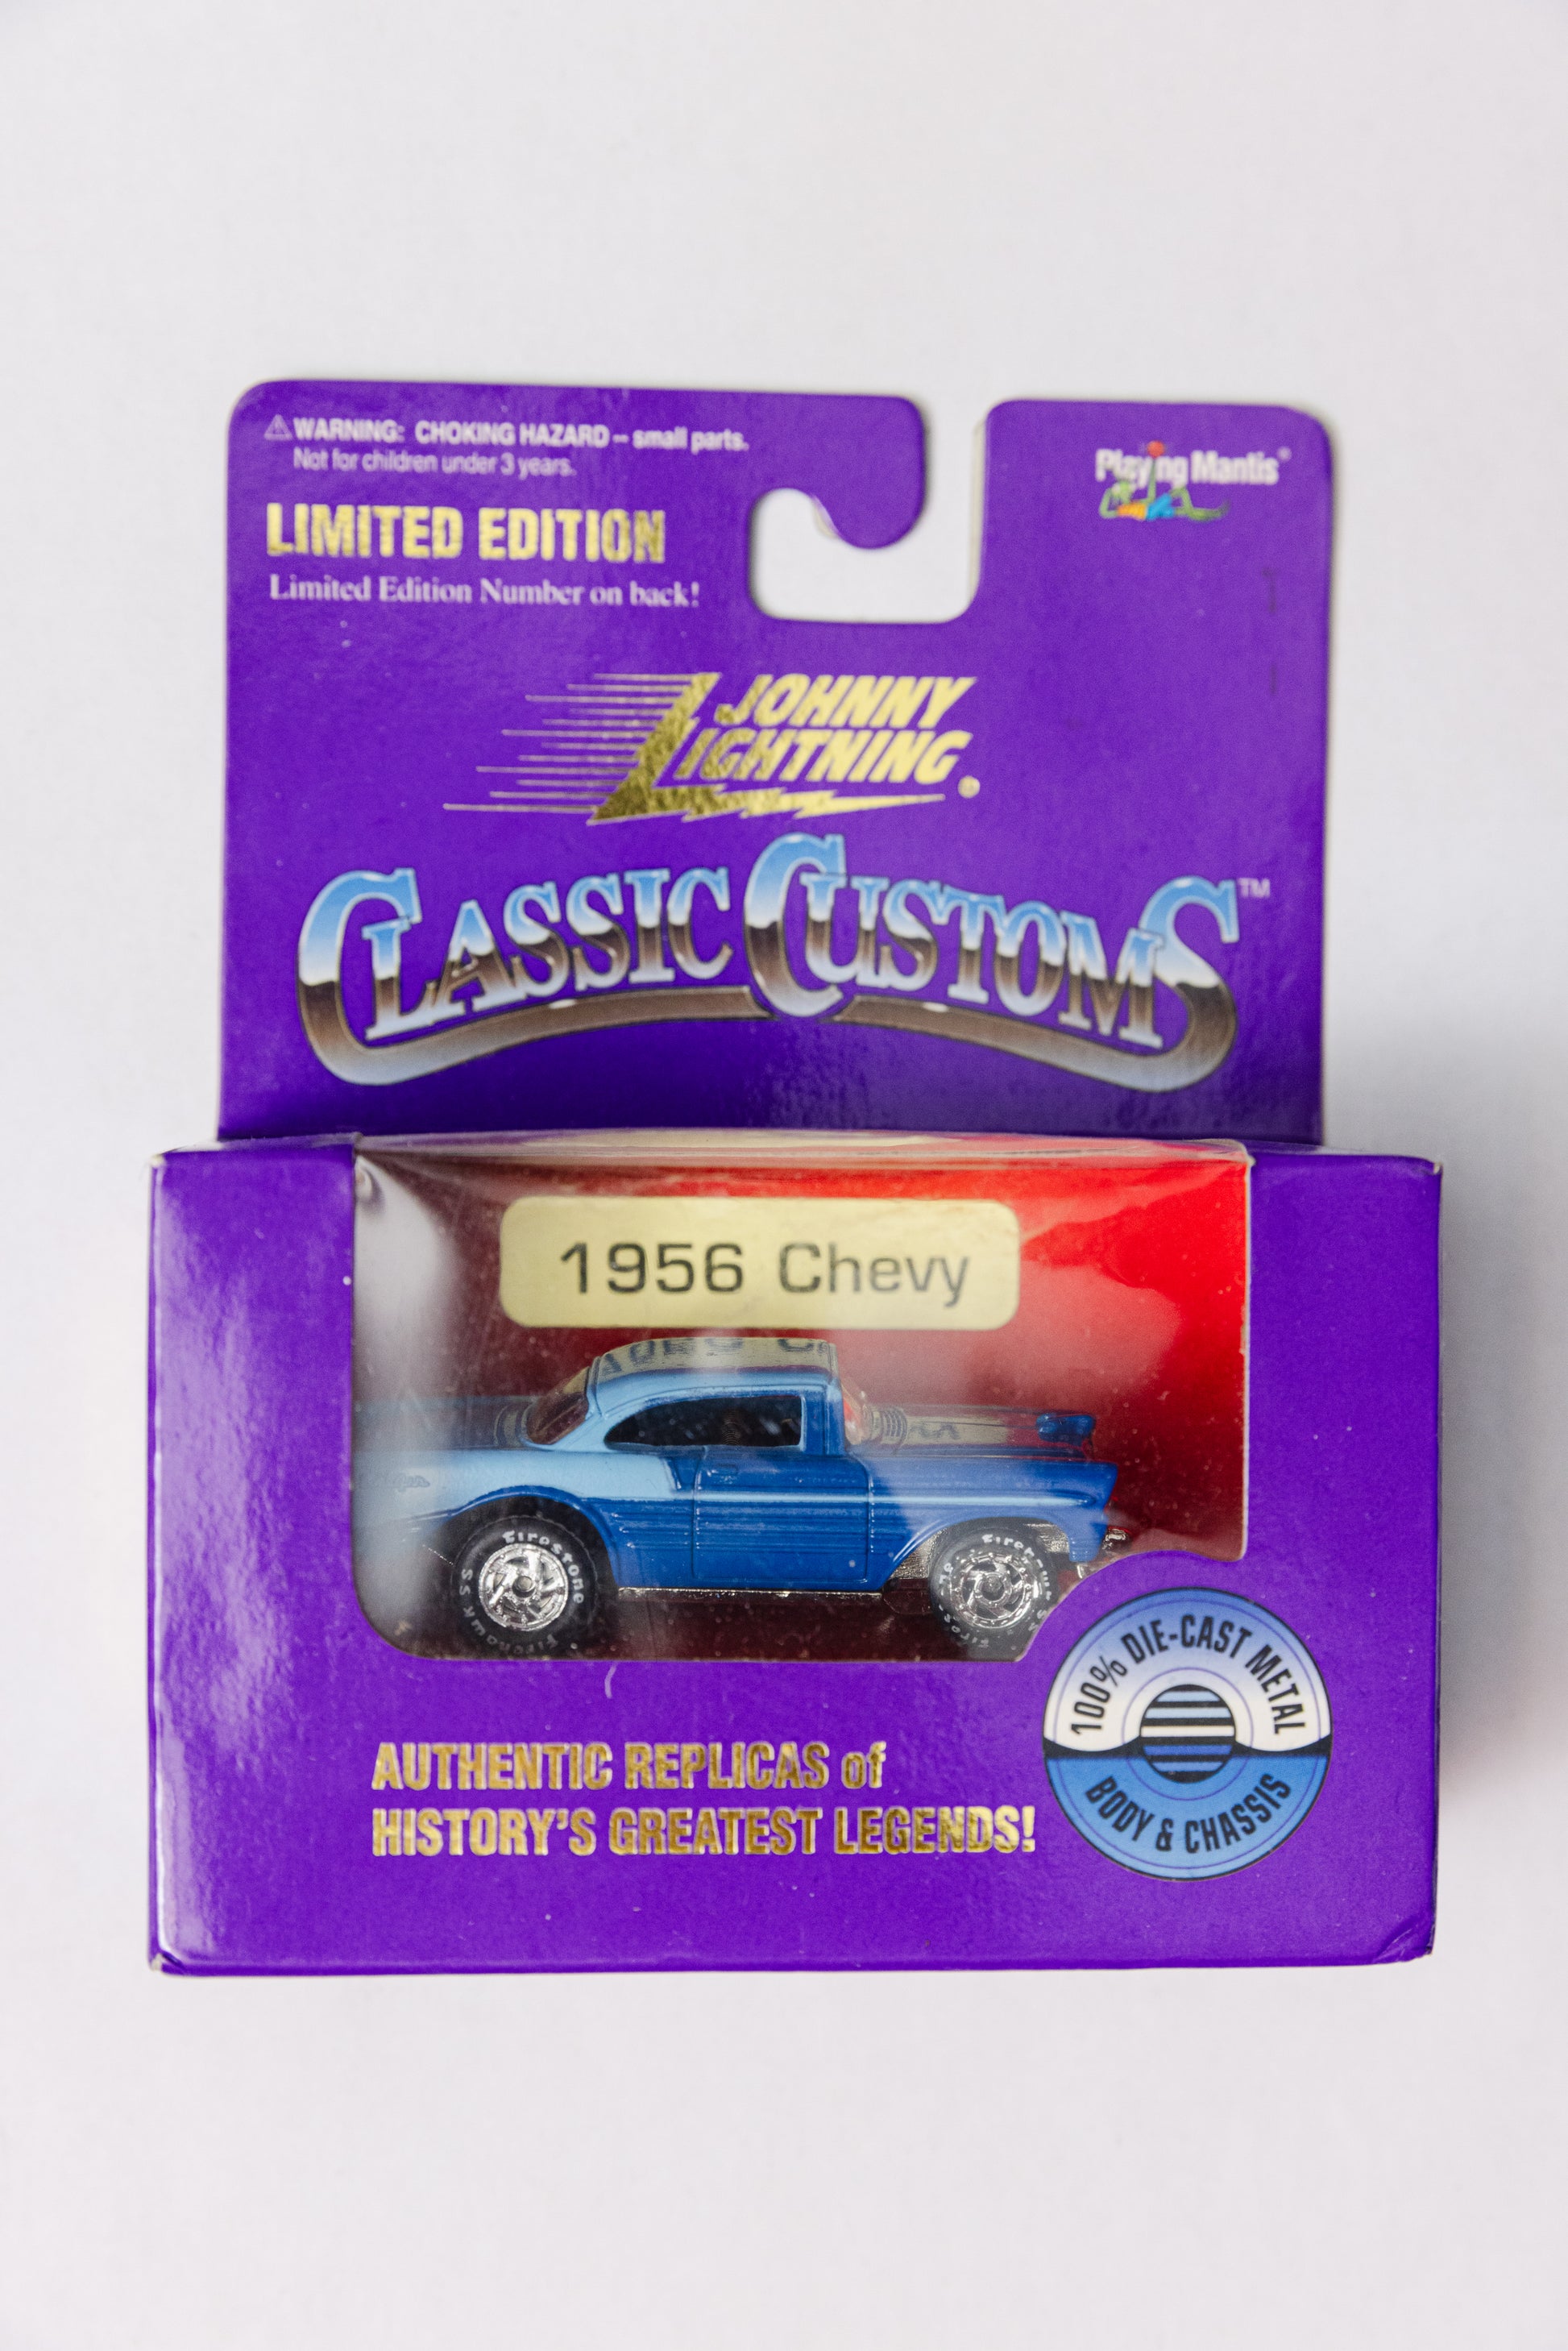 ⚠WARNING: CHOKING HAZARD – small parts.
Not for children under 3 years.
Playing Mantis®
LIMITED EDITION
Limited Edition Number on back!
JOHNNY
LIGHTNING®
CLASSIC CUSTOMS™
1956 Chevy
Firestone
Firehawk SS
100% DIE-CAST METAL
BODY & CHASSIS
AUTHENTIC REPLICAS of
HISTORY'S GREATEST LEGENDS!